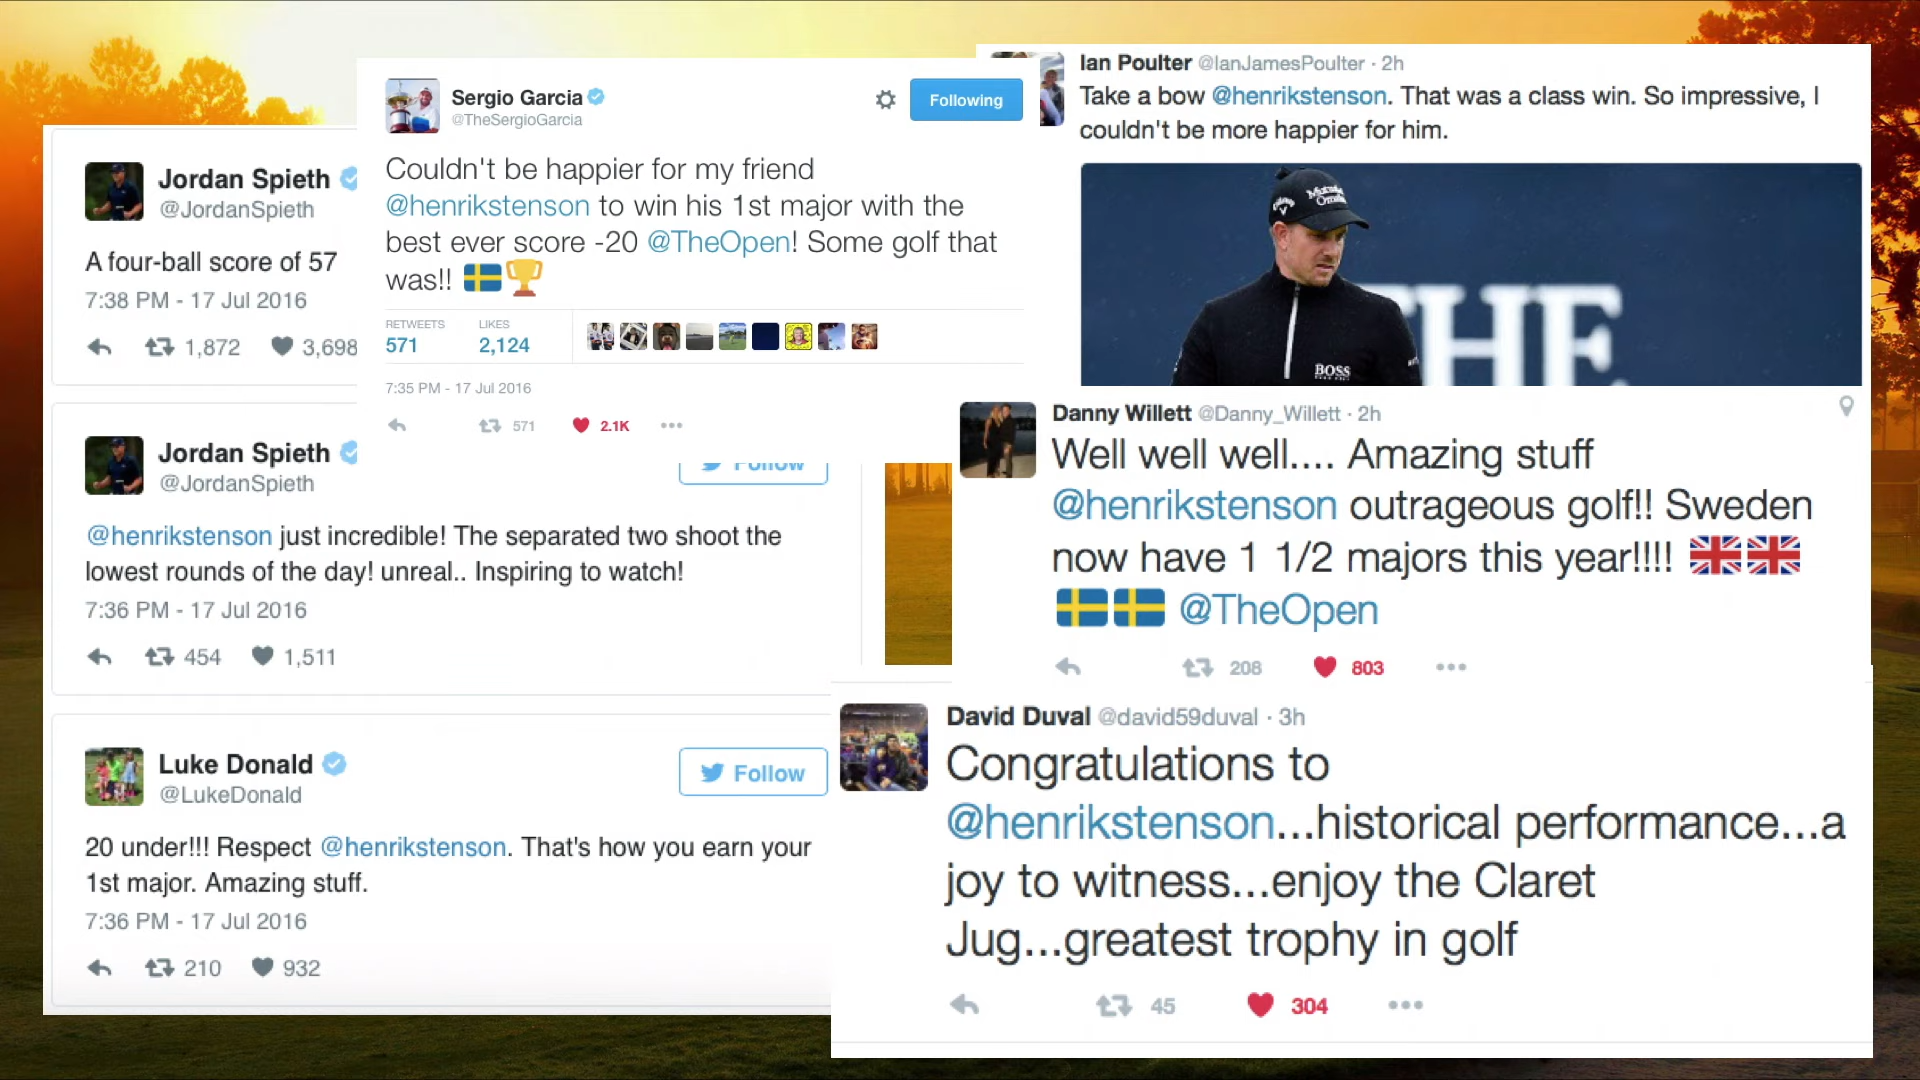 Jordan Spieth
@JordanSpieth
A four-ball score of 57
7:38 PM - 17 Jul 2016
1,872 3,698
Jordan Spieth
@JordanSpieth
Follow
@henrikstenson just incredible! The separated two shoot the
lowest rounds of the day! unreal.. Inspiring to watch!
7:36 PM - 17 Jul 2016
454 1,511
Luke Donald
@LukeDonald
Follow
20 under!!! Respect @henrikstenson. That's how you earn your
1st major. Amazing stuff.
7:36 PM - 17 Jul 2016
210 932
Sergio Garcia
@TheSergioGarcia
Following
Couldn't be happier for my friend
@henrikstenson to win his 1st major with the
best ever score -20 @TheOpen! Some golf that
was!! 🇸🇪🏆
RETWEETS LIKES
571 2,124
7:35 PM - 17 Jul 2016
571 2.1K
Ian Poulter @IanJamesPoulter · 2h
Take a bow @henrikstenson. That was a class win. So impressive, I
couldn't be more happier for him.
Mutual
Omaha
Callaway
THE
BOSS
Danny Willett @Danny_Willett · 2h
Well well well.... Amazing stuff
@henrikstenson outrageous golf!! Sweden
now have 1 1/2 majors this year!!!! 🇬🇧🇬🇧
🇸🇪🇸🇪 @TheOpen
208 803
David Duval @david59duval · 3h
Congratulations to
@henrikstenson...historical performance...a
joy to witness...enjoy the Claret
Jug...greatest trophy in golf
45 304